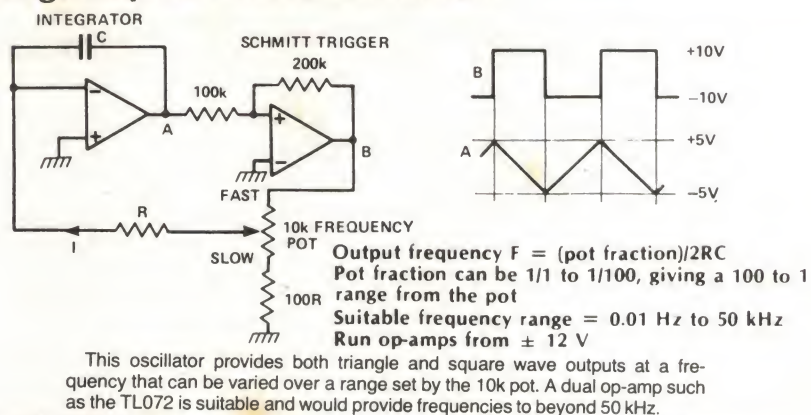 INTEGRATOR
C
SCHMITT TRIGGER
200k
100k
−
+
A
+
−
B
FAST
R
10k FREQUENCY
POT
I
SLOW
100R
B
+10V
−10V
A
+5V
−5V
Output frequency F = (pot fraction)/2RC
Pot fraction can be 1/1 to 1/100, giving a 100 to 1
range from the pot
Suitable frequency range = 0.01 Hz to 50 kHz
Run op-amps from ± 12 V
This oscillator provides both triangle and square wave outputs at a fre-
quency that can be varied over a range set by the 10k pot. A dual op-amp such
as the TL072 is suitable and would provide frequencies to beyond 50 kHz.